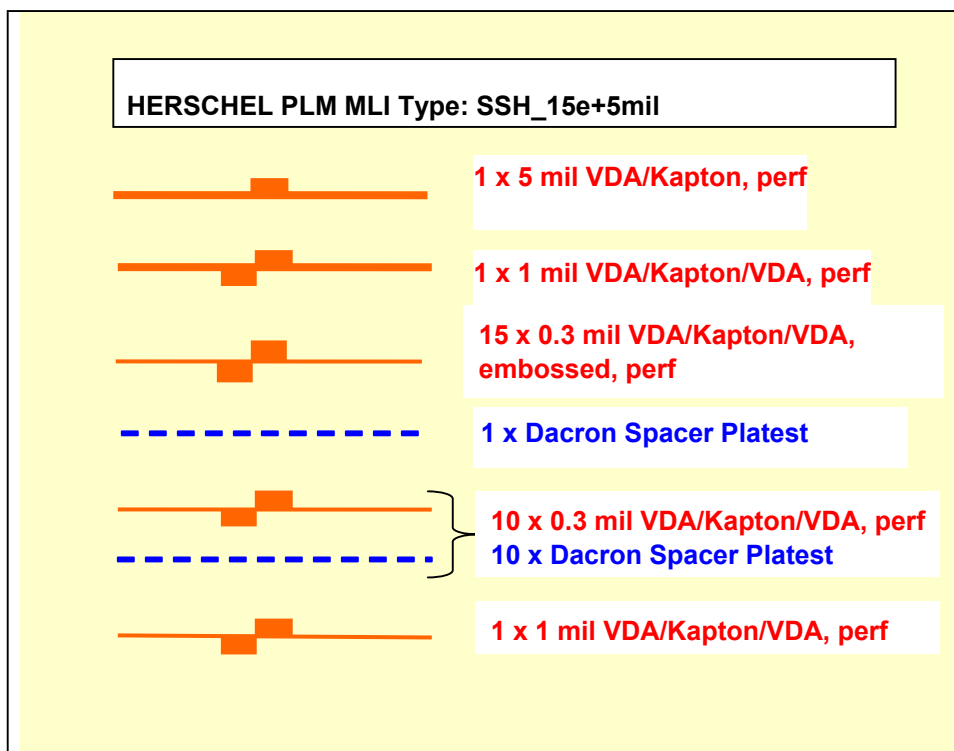 HERSCHEL PLM MLI Type: SSH_15e+5mil
1 x 5 mil VDA/Kapton, perf
1 x 1 mil VDA/Kapton/VDA, perf
15 x 0.3 mil VDA/Kapton/VDA,
embossed, perf
1 x Dacron Spacer Platest
10 x 0.3 mil VDA/Kapton/VDA, perf
10 x Dacron Spacer Platest
1 x 1 mil VDA/Kapton/VDA, perf